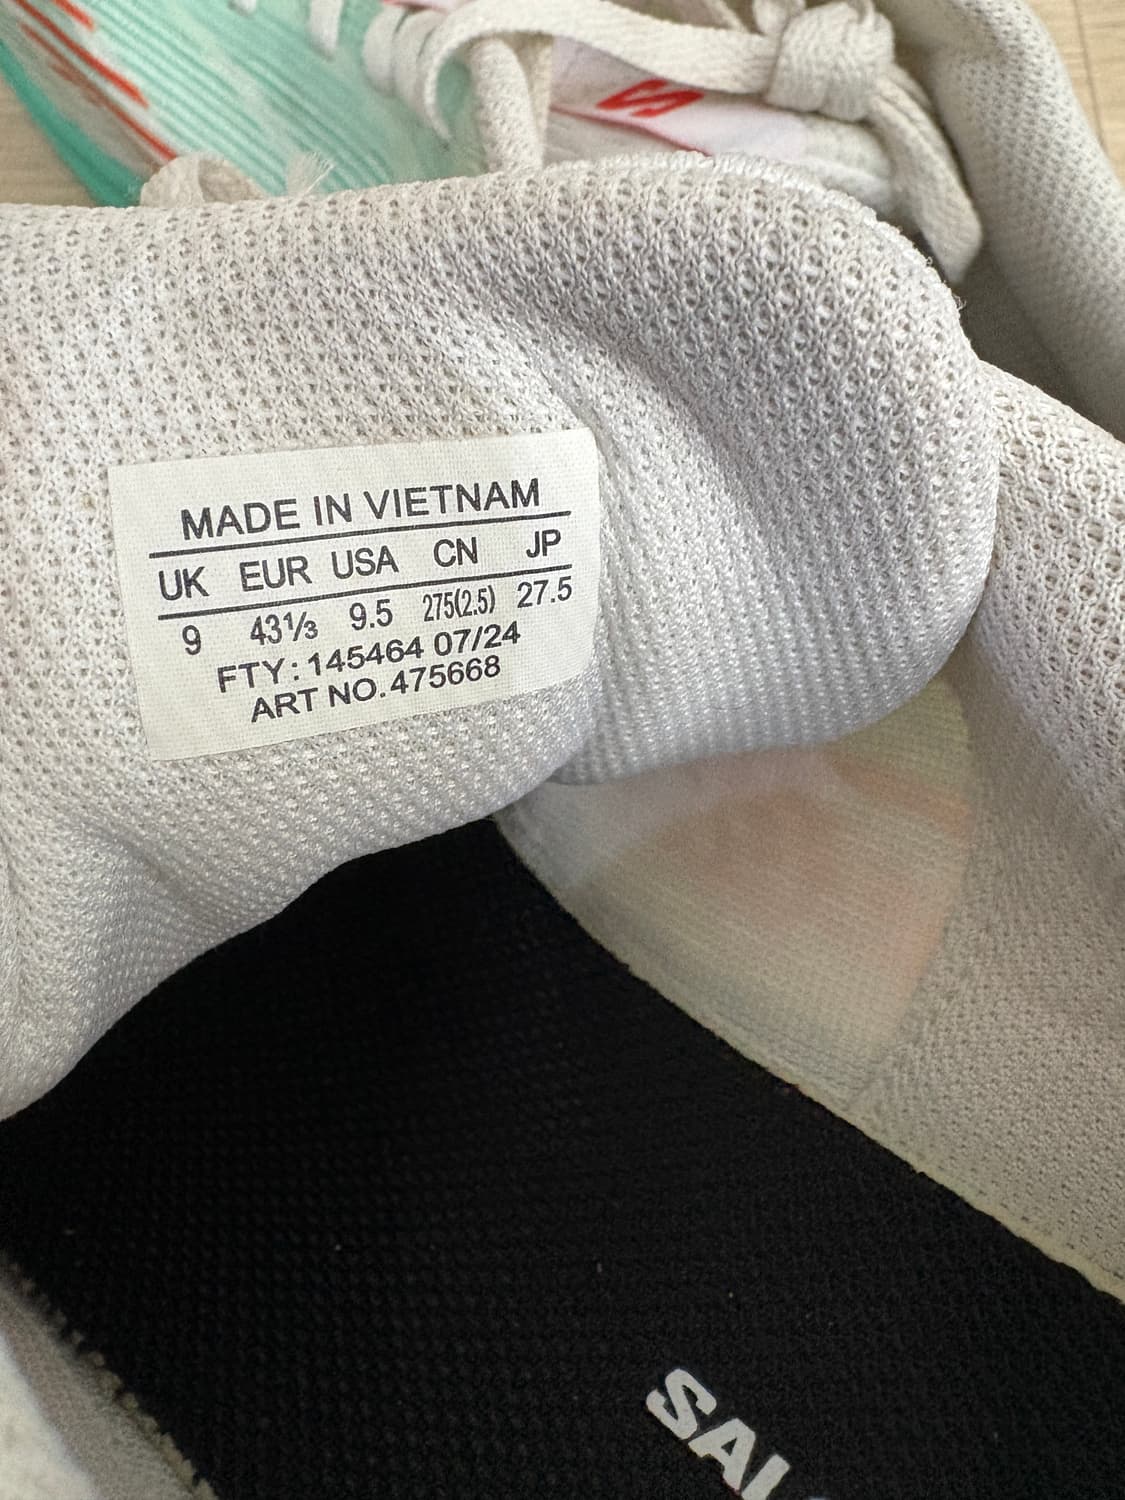 MADE IN VIETNAM
UK EUR USA CN JP
9 43⅓ 9.5 275(2.5) 27.5
FTY: 145464 07/24
ART NO. 475668
SAL